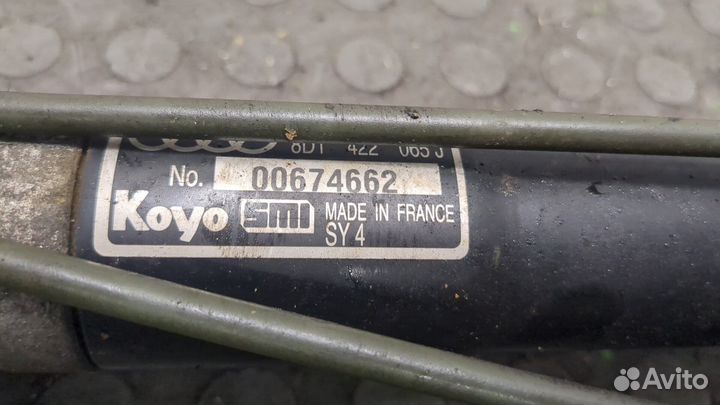 8D1 422 065 J
No. 00674662
Koyo SMI MADE IN FRANCE
SY 4
Avito